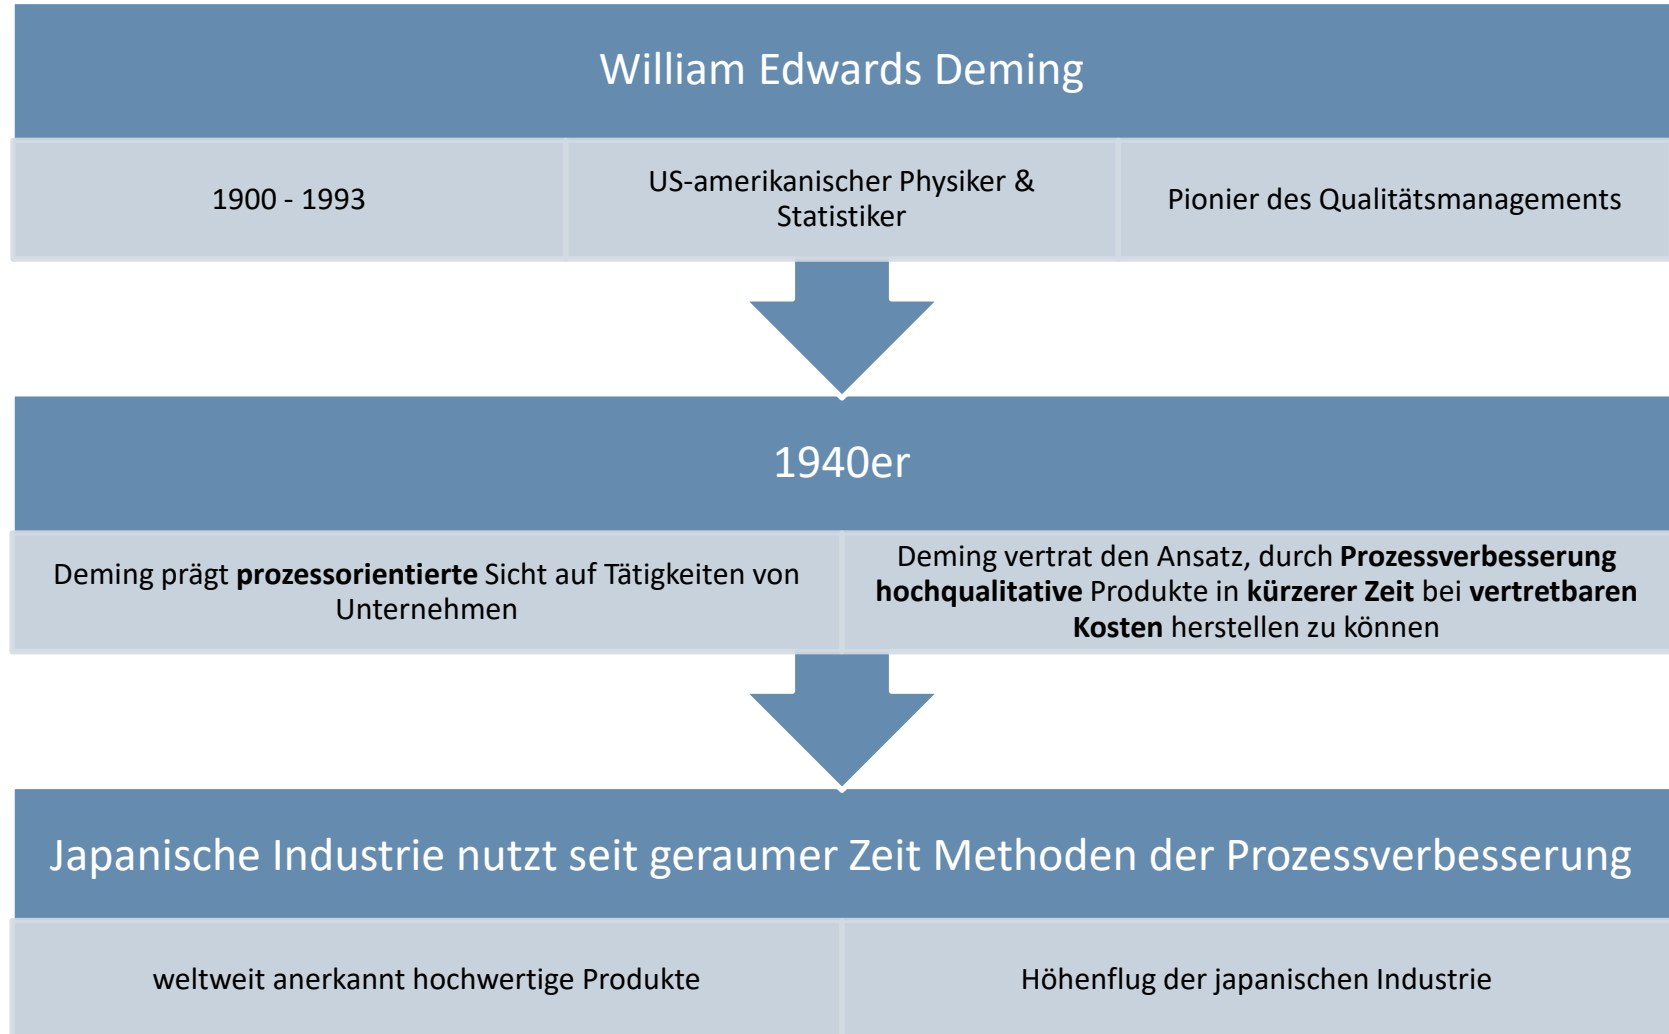 William Edwards Deming
1900 - 1993
US-amerikanischer Physiker &
Statistiker
Pionier des Qualitätsmanagements
1940er
Deming prägt prozessorientierte Sicht auf Tätigkeiten von
Unternehmen
Deming vertrat den Ansatz, durch Prozessverbesserung
hochqualitative Produkte in kürzerer Zeit bei vertretbaren
Kosten herstellen zu können
Japanische Industrie nutzt seit geraumer Zeit Methoden der Prozessverbesserung
weltweit anerkannt hochwertige Produkte
Höhenflug der japanischen Industrie